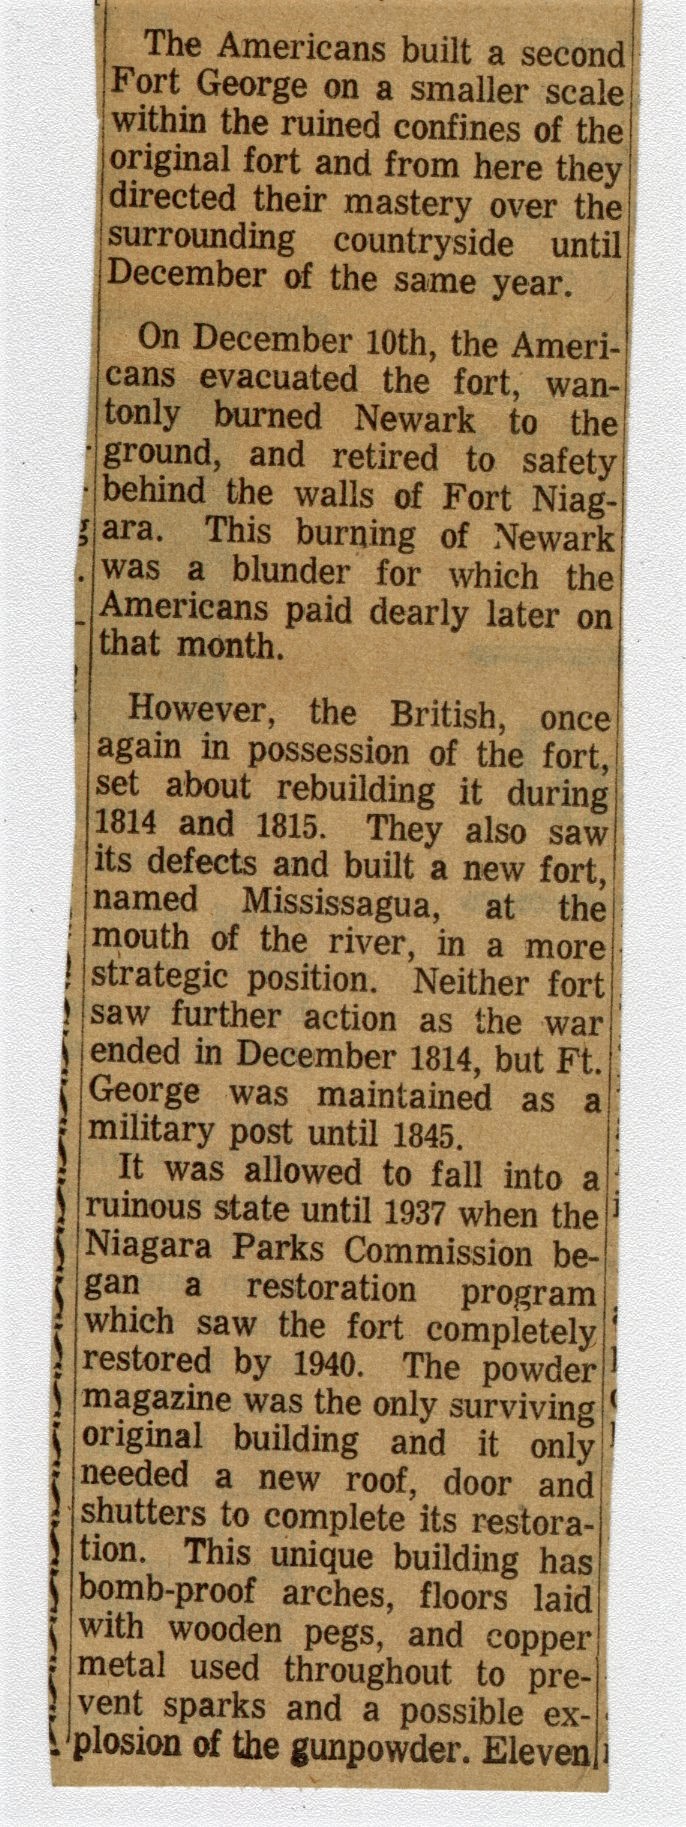 The Americans built a second
Fort George on a smaller scale
within the ruined confines of the
original fort and from here they
directed their mastery over the
surrounding countryside until
December of the same year.
On December 10th, the Ameri-
cans evacuated the fort, wan-
tonly burned Newark to the
ground, and retired to safety
behind the walls of Fort Niag-
ara. This burning of Newark
was a blunder for which the
Americans paid dearly later on
that month.
However, the British, once
again in possession of the fort,
set about rebuilding it during
1814 and 1815. They also saw
its defects and built a new fort,
named Mississagua, at the
mouth of the river, in a more
strategic position. Neither fort
saw further action as the war
ended in December 1814, but Ft.
George was maintained as a
military post until 1845.
It was allowed to fall into a
ruinous state until 1937 when the
Niagara Parks Commission be-
gan a restoration program
which saw the fort completely
restored by 1940. The powder
magazine was the only surviving
original building and it only
needed a new roof, door and
shutters to complete its restora-
tion. This unique building has
bomb-proof arches, floors laid
with wooden pegs, and copper
metal used throughout to pre-
vent sparks and a possible ex-
plosion of the gunpowder. Eleven